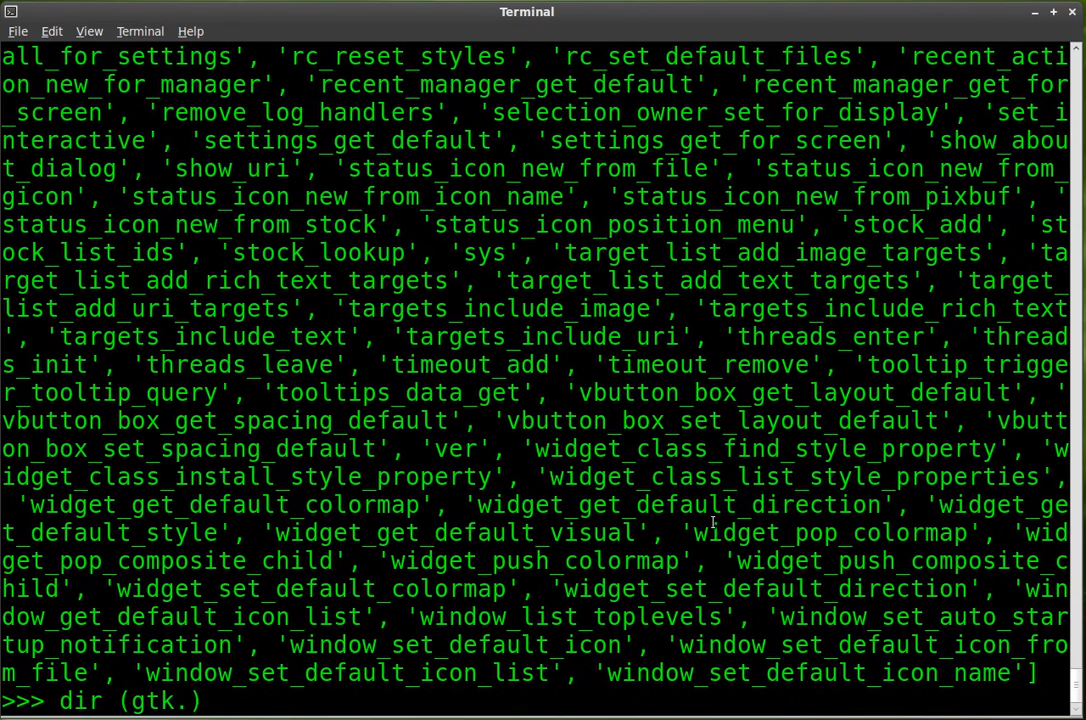 Terminal
File Edit View Terminal Help
all_for_settings', 'rc_reset_styles', 'rc_set_default_files', 'recent_acti
on_new_for_manager', 'recent_manager_get_default', 'recent_manager_get_for
_screen', 'remove_log_handlers', 'selection_owner_set_for_display', 'set_i
nteractive', 'settings_get_default', 'settings_get_for_screen', 'show_abou
t_dialog', 'show_uri', 'status_icon_new_from_file', 'status_icon_new_from_
gicon', 'status_icon_new_from_icon_name', 'status_icon_new_from_pixbuf', '
status_icon_new_from_stock', 'status_icon_position_menu', 'stock_add', 'st
ock_list_ids', 'stock_lookup', 'sys', 'target_list_add_image_targets', 'ta
rget_list_add_rich_text_targets', 'target_list_add_text_targets', 'target_
list_add_uri_targets', 'targets_include_image', 'targets_include_rich_text
', 'targets_include_text', 'targets_include_uri', 'threads_enter', 'thread
s_init', 'threads_leave', 'timeout_add', 'timeout_remove', 'tooltip_trigge
r_tooltip_query', 'tooltips_data_get', 'vbutton_box_get_layout_default', '
vbutton_box_get_spacing_default', 'vbutton_box_set_layout_default', 'vbutt
on_box_set_spacing_default', 'ver', 'widget_class_find_style_property', 'w
idget_class_install_style_property', 'widget_class_list_style_properties',
 'widget_get_default_colormap', 'widget_get_default_direction', 'widget_ge
t_default_style', 'widget_get_default_visual', 'widget_pop_colormap', 'wid
get_pop_composite_child', 'widget_push_colormap', 'widget_push_composite_c
hild', 'widget_set_default_colormap', 'widget_set_default_direction', 'win
dow_get_default_icon_list', 'window_list_toplevels', 'window_set_auto_star
tup_notification', 'window_set_default_icon', 'window_set_default_icon_fro
m_file', 'window_set_default_icon_list', 'window_set_default_icon_name']
>>> dir (gtk.)